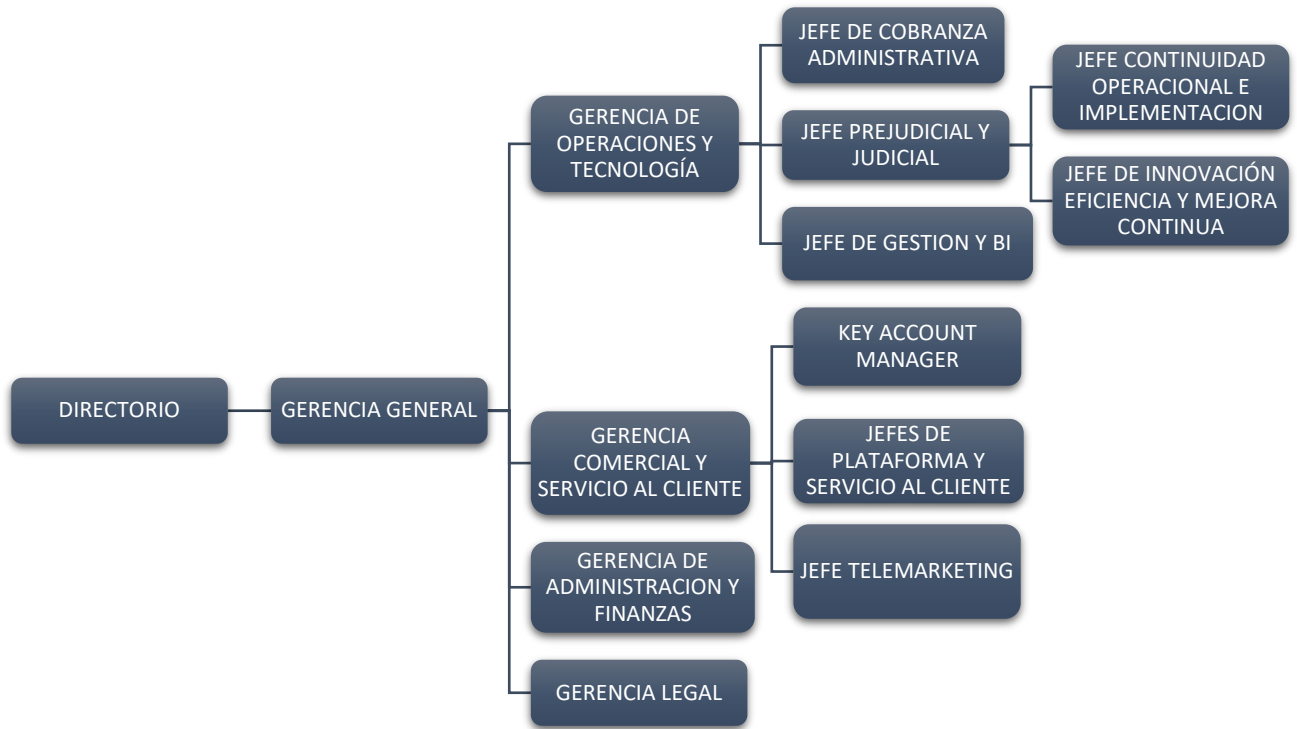 DIRECTORIO
GERENCIA GENERAL
GERENCIA DE
OPERACIONES Y
TECNOLOGÍA
JEFE DE COBRANZA
ADMINISTRATIVA
JEFE PREJUDICIAL Y
JUDICIAL
JEFE CONTINUIDAD
OPERACIONAL E
IMPLEMENTACION
JEFE DE INNOVACIÓN
EFICIENCIA Y MEJORA
CONTINUA
JEFE DE GESTION Y BI
GERENCIA
COMERCIAL Y
SERVICIO AL CLIENTE
KEY ACCOUNT
MANAGER
JEFES DE
PLATAFORMA Y
SERVICIO AL CLIENTE
JEFE TELEMARKETING
GERENCIA DE
ADMINISTRACION Y
FINANZAS
GERENCIA LEGAL